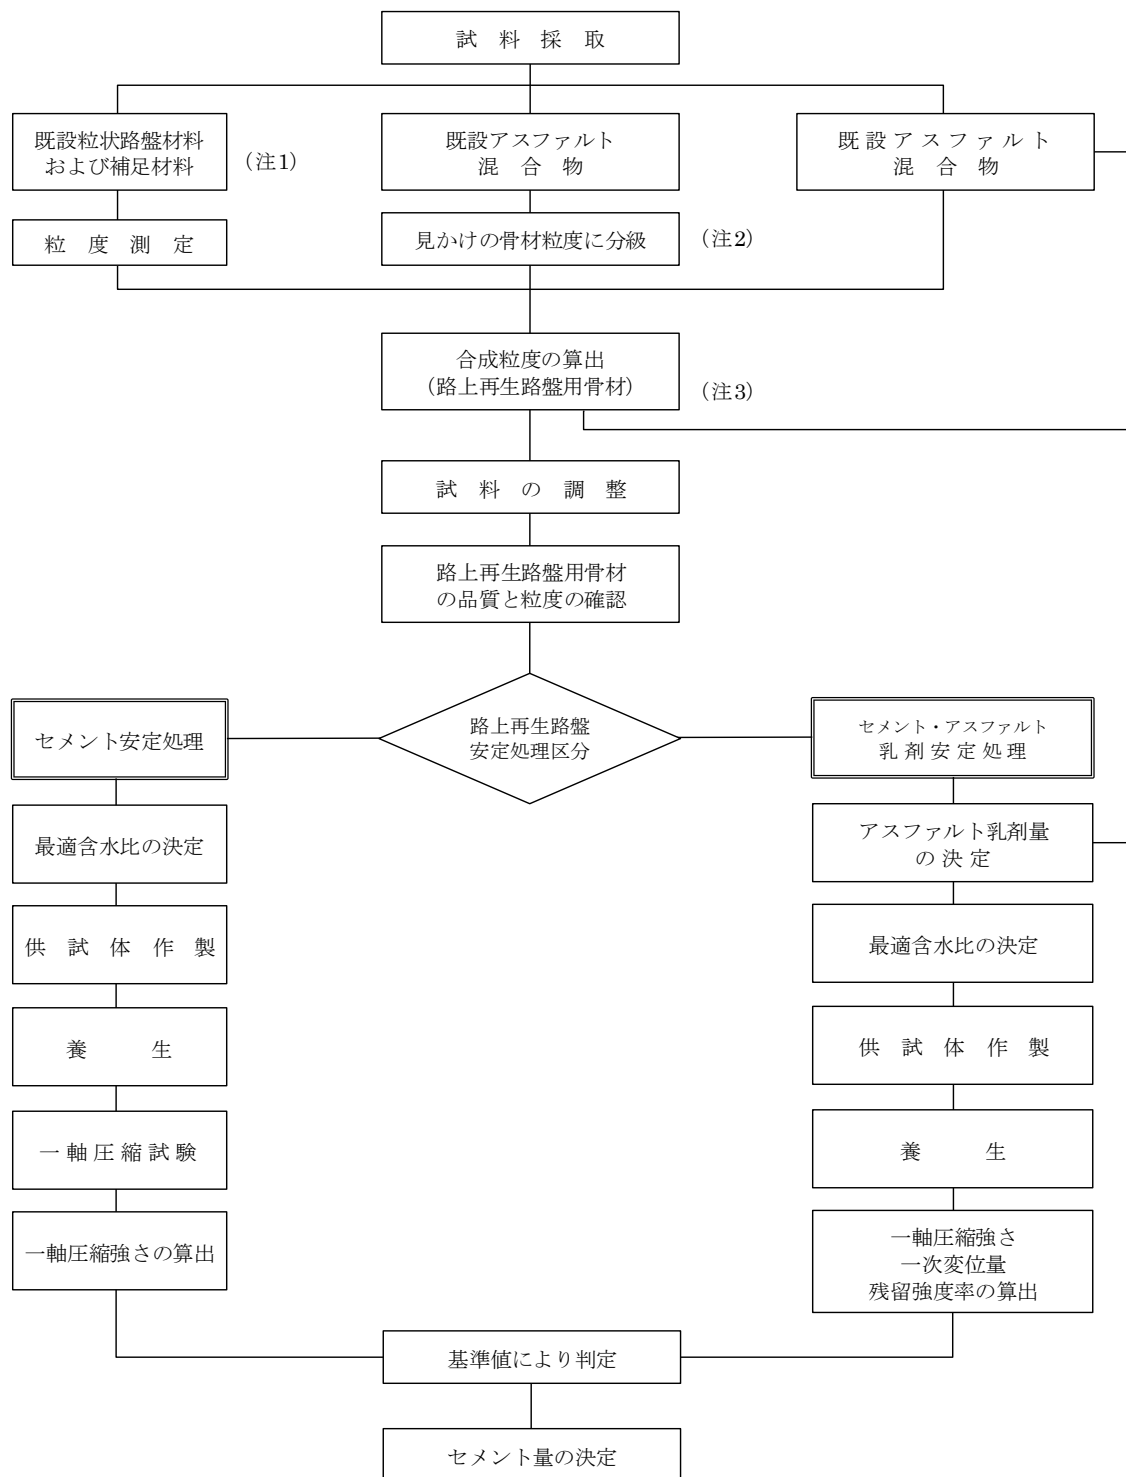 試料採取
既設粒状路盤材料
および補足材料
(注1)
既設アスファルト
混合物
既設アスファルト
混合物
粒度測定
見かけの骨材粒度に分級
(注2)
合成粒度の算出
(路上再生路盤用骨材)
(注3)
試料の調整
路上再生路盤用骨材
の品質と粒度の確認
路上再生路盤
安定処理区分
セメント安定処理
セメント・アスファルト
乳剤安定処理
最適含水比の決定
アスファルト乳剤量
の決定
供試体作製
最適含水比の決定
養生
供試体作製
一軸圧縮試験
養生
一軸圧縮強さの算出
一軸圧縮強さ
一次変位量
残留強度率の算出
基準値により判定
セメント量の決定